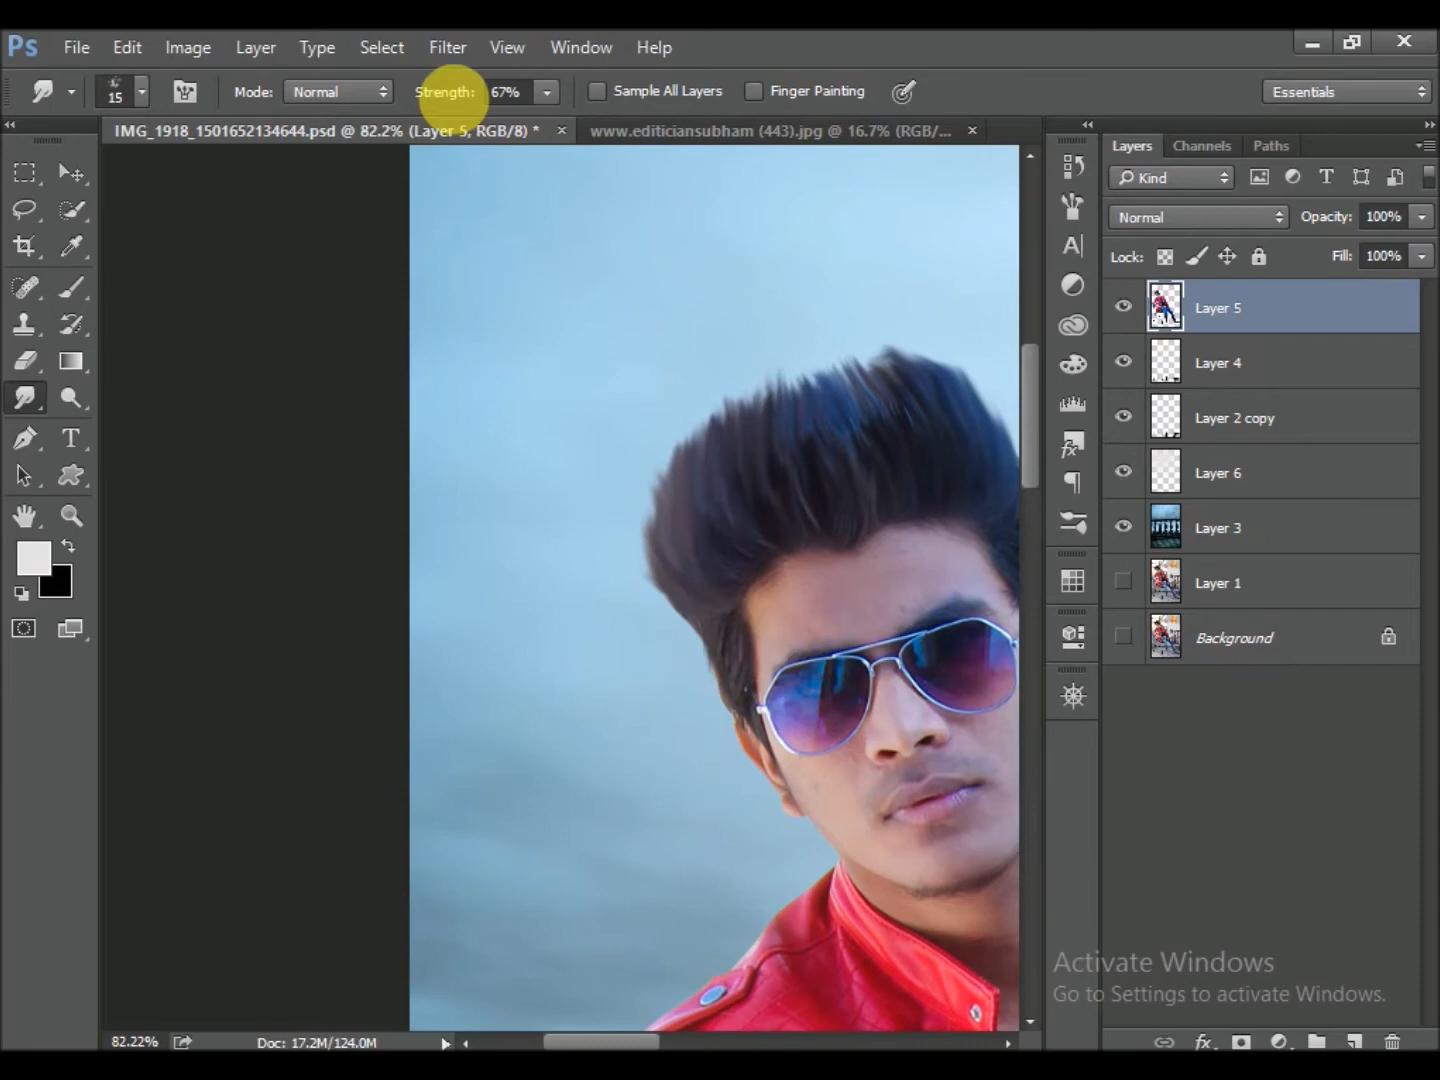 Ps File Edit Image Layer Type Select Filter View Window Help
15 Mode: Normal Strength: 67% Sample All Layers Finger Painting Essentials
IMG_1918_1501652134644.psd @ 82.2% (Layer 5, RGB/8) * × www.editiciansubham (443).jpg @ 16.7% (RGB/... ×
Layers Channels Paths
Kind
Normal Opacity: 100%
Lock: Fill: 100%
Layer 5
Layer 4
Layer 2 copy
Layer 6
Layer 3
Layer 1
Background
Activate Windows
Go to Settings to activate Windows.
82.22% Doc: 17.2M/124.0M